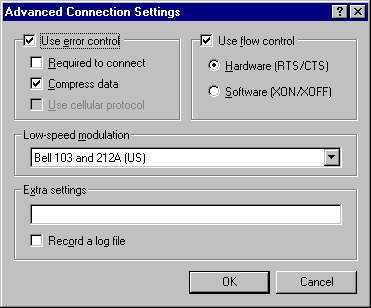 Advanced Connection Settings
Use error control
Required to connect
Compress data
Use cellular protocol
Use flow control
Hardware (RTS/CTS)
Software (XON/XOFF)
Low-speed modulation
Bell 103 and 212A (US)
Extra settings
Record a log file
OK
Cancel